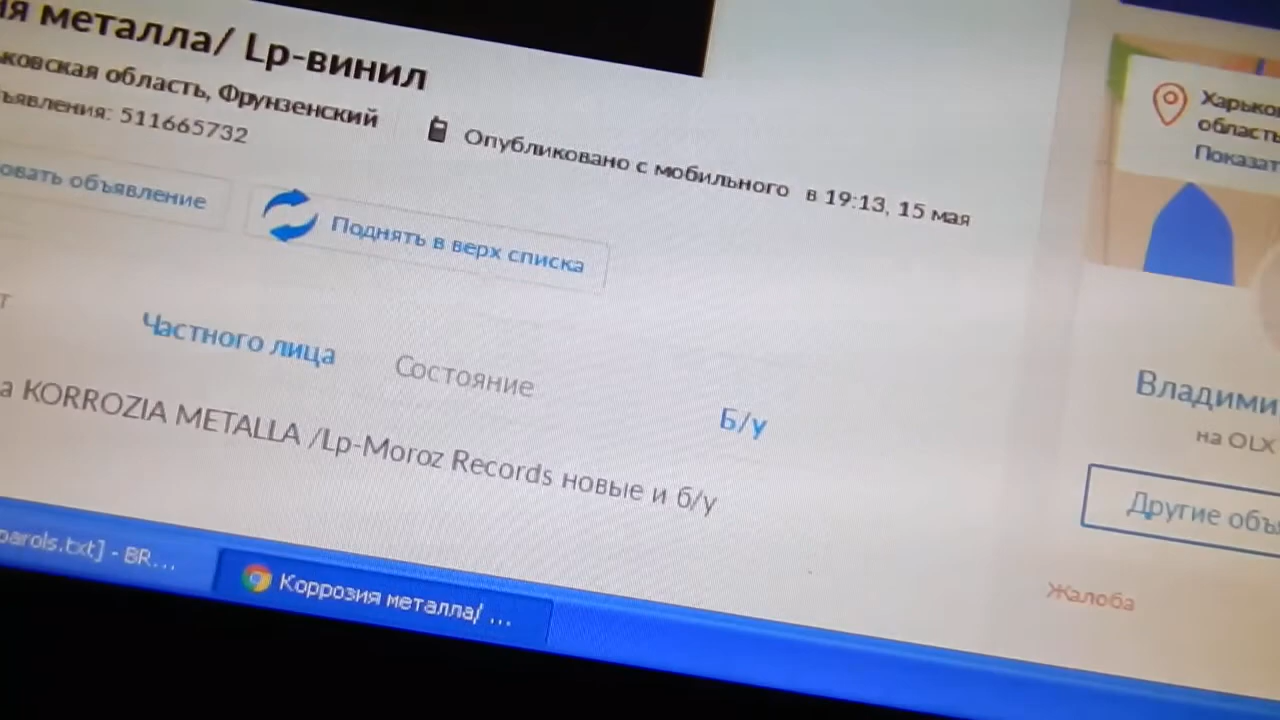 ия металла/ Lp-винил
ковская область, Фрунзенский
ъявления: 511665732
Опубликовано с мобильного в 19:13, 15 мая
овать объявление
Поднять в верх списка
т
Частного лица
Состояние
Б/у
а KORROZIA METALLA /Lp-Moroz Records новые и б/у
Харько
област
Показат
Владими
на OLX
Другие объ
Жалоба
parols.txt] - BR...
Коррозия металла/ ...